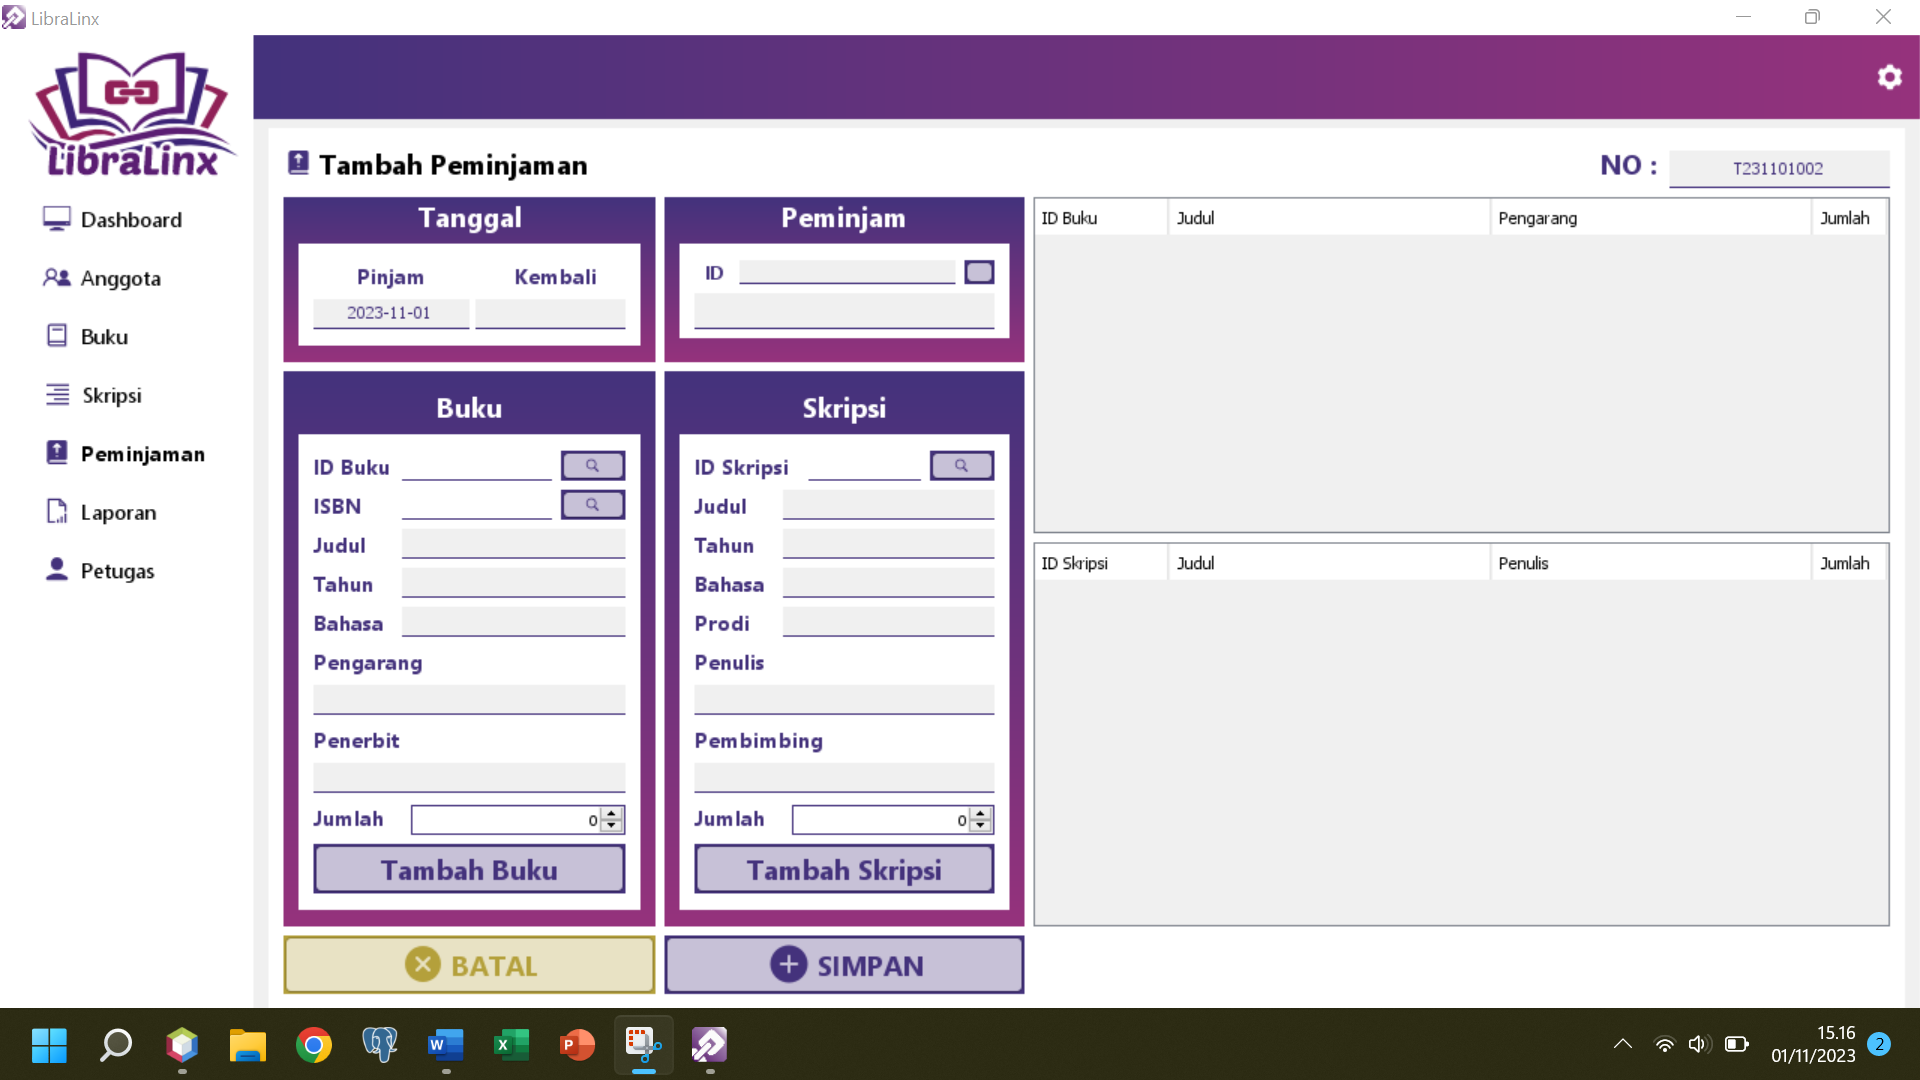 LibraLinx
LibraLinx
Dashboard
Anggota
Buku
Skripsi
Peminjaman
Laporan
Petugas
Tambah Peminjaman
NO :
T231101002
Tanggal
Pinjam
Kembali
2023-11-01
Peminjam
ID
Buku
ID Buku
ISBN
Judul
Tahun
Bahasa
Pengarang
Penerbit
Jumlah
0
Tambah Buku
Skripsi
ID Skripsi
Judul
Tahun
Bahasa
Prodi
Penulis
Pembimbing
Jumlah
0
Tambah Skripsi
BATAL
SIMPAN
ID Buku Judul Pengarang Jumlah
ID Skripsi Judul Penulis Jumlah
W
X
P
15.16
01/11/2023
2